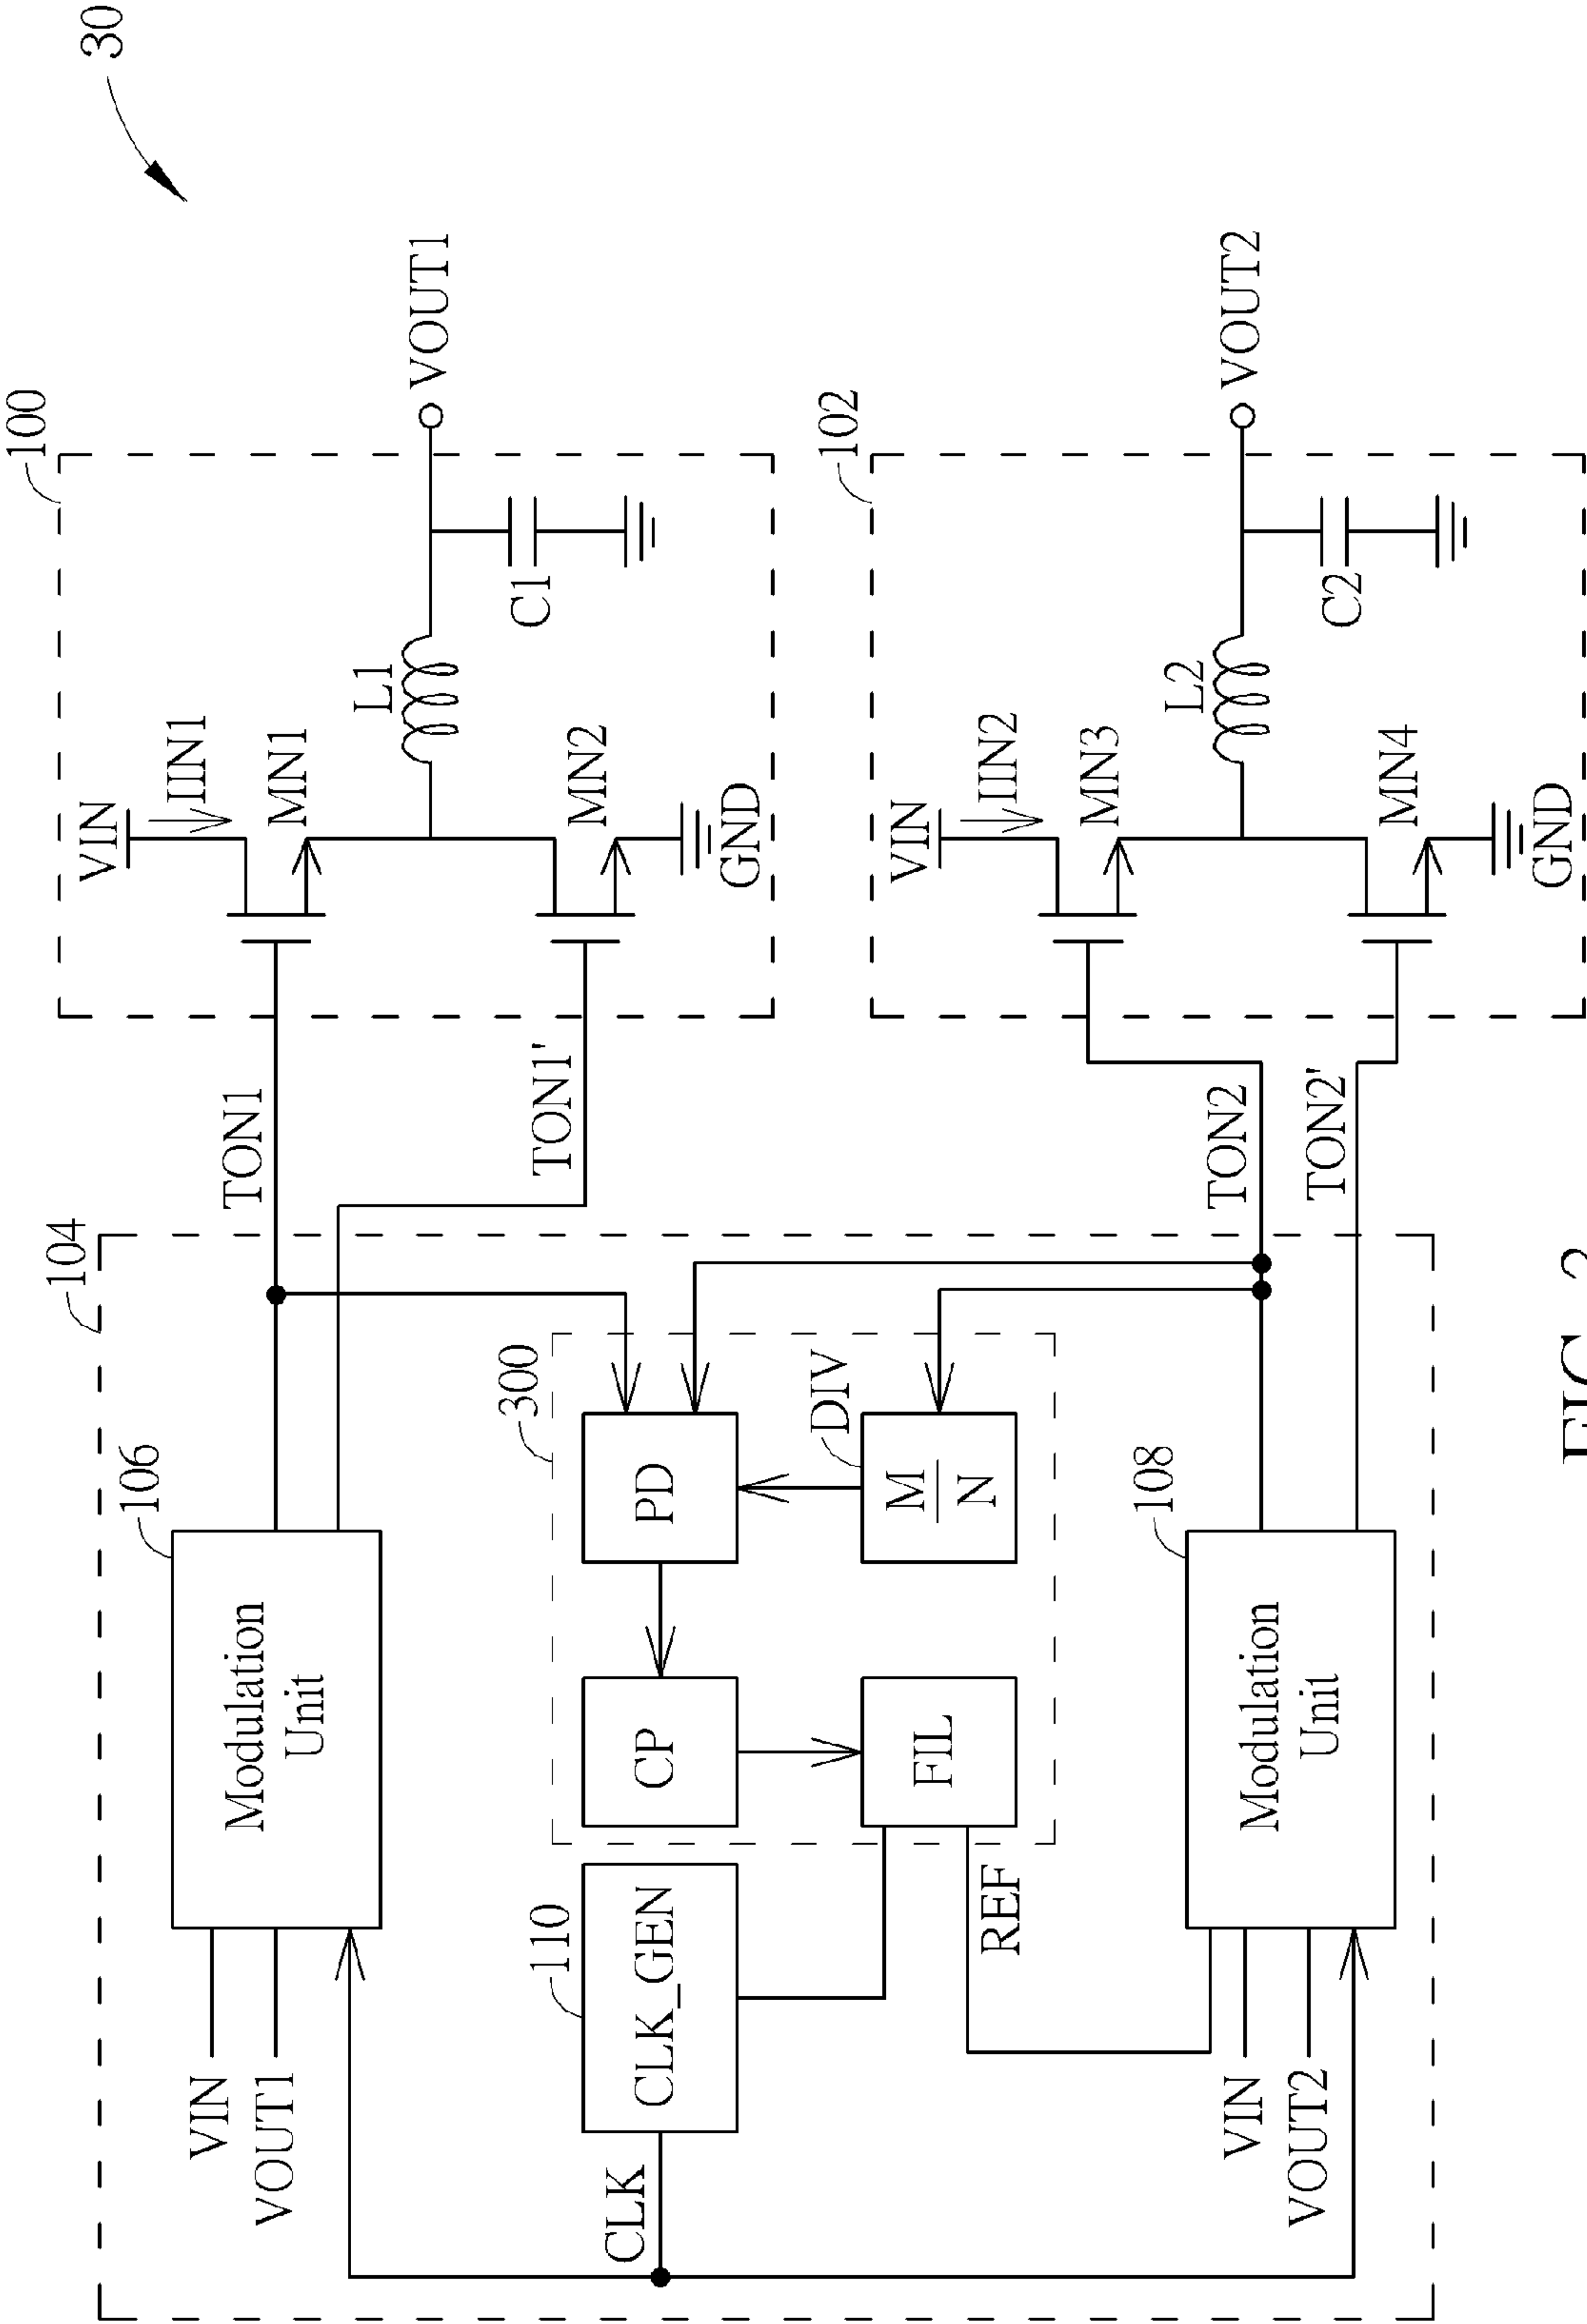 30
100
VIN
IIN1
MN1
L1
VOUT1
C1
MN2
GND
104
TON1
TON1'
106
Modulation
Unit
VIN
VOUT1
300
PD
CP
DIV
M
N
FIL
110
CLK_GEN
CLK
REF
102
VIN
IIN2
MN3
L2
VOUT2
C2
MN4
GND
TON2
TON2'
108
Modulation
Unit
VIN
VOUT2